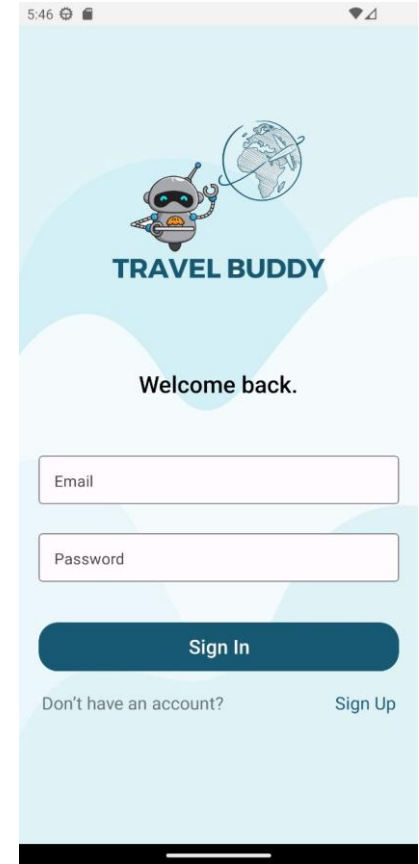 5:46
TRAVEL BUDDY
Welcome back.
Email
Password
Sign In
Don't have an account? Sign Up